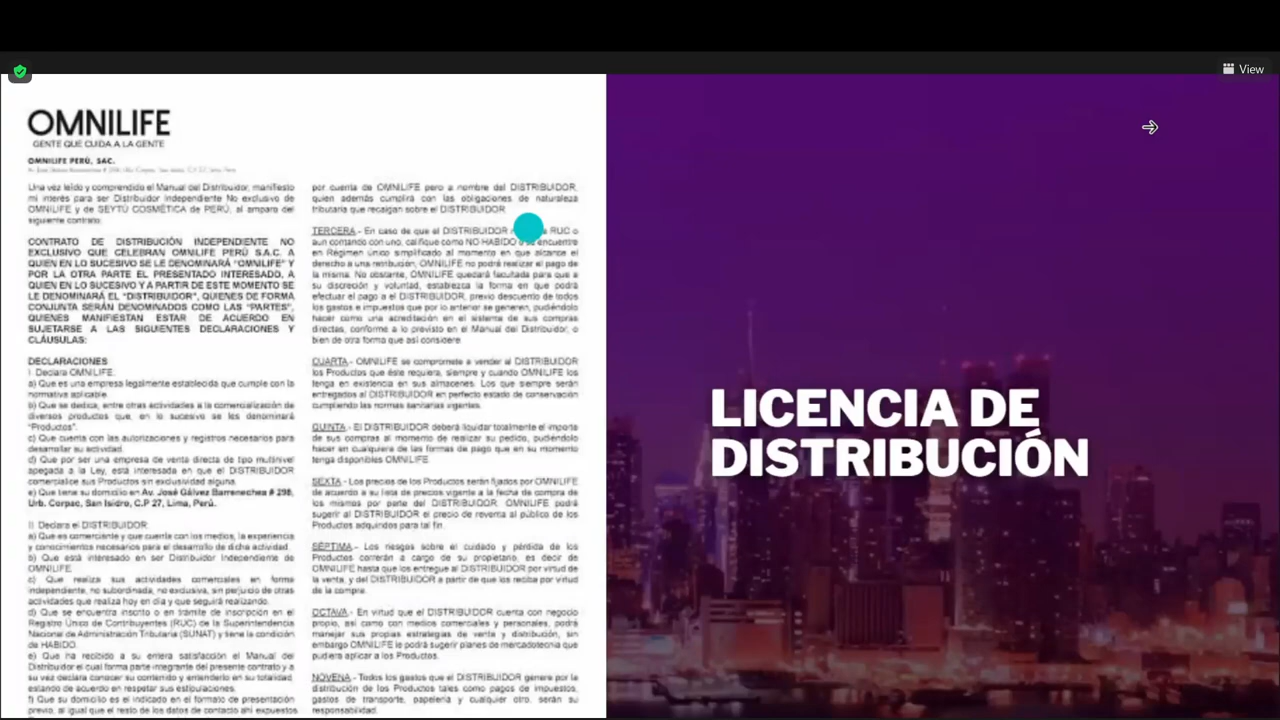 View
OMNILIFE
GENTE QUE CUIDA A LA GENTE
OMNILIFE PERÚ, SAC.
Una vez leído y comprendido el Manual del Distribuidor, manifiesto
mi interés para ser Distribuidor Independiente No exclusivo de
OMNILIFE y de SEYTÚ COSMÉTICA de PERÚ, al amparo del
siguiente contrato.
CONTRATO DE DISTRIBUCIÓN INDEPENDIENTE NO
EXCLUSIVO QUE CELEBRAN OMNILIFE PERÚ S.A.C. A
QUIEN EN LO SUCESIVO SE LE DENOMINARÁ "OMNILIFE" Y
POR LA OTRA PARTE EL PRESENTADO INTERESADO, A
QUIEN EN LO SUCESIVO Y A PARTIR DE ESTE MOMENTO SE
LE DENOMINARÁ EL "DISTRIBUIDOR", QUIENES DE FORMA
CONJUNTA SERÁN DENOMINADOS COMO LAS "PARTES",
QUIENES MANIFIESTAN ESTAR DE ACUERDO EN
SUJETARSE A LAS SIGUIENTES DECLARACIONES Y
CLÁUSULAS:
DECLARACIONES
I. Declara OMNILIFE:
a) Que es una empresa legalmente establecida que cumple con la
normativa aplicable.
b) Que se dedica, entre otras actividades a la comercialización de
diversos productos que, en lo sucesivo se les denominará
"Productos".
c) Que cuenta con las autorizaciones y registros necesarios para
desarrollar su actividad.
d) Que por ser una empresa de venta directa de tipo multinivel
apegada a la Ley, está interesada en que el DISTRIBUIDOR
comercialice sus Productos sin exclusividad alguna.
e) Que tiene su domicilio en Av. José Gálvez Barrenechea # 298,
Urb. Corpac, San Isidro, C.P 27, Lima, Perú.
II. Declara el DISTRIBUIDOR:
a) Que es comerciante y que cuenta con los medios, la experiencia
y conocimientos necesarios para el desarrollo de dicha actividad.
b) Que está interesado en ser Distribuidor Independiente de
OMNILIFE.
c) Que realiza sus actividades comerciales en forma
independiente, no subordinada, no exclusiva, sin perjuicio de otras
actividades que realiza hoy en día y que seguirá realizando.
d) Que se encuentra inscrito o en trámite de inscripción en el
Registro Único de Contribuyentes (RUC) de la Superintendencia
Nacional de Administración Tributaria (SUNAT) y tiene la condición
de HABIDO.
e) Que ha recibido a su entera satisfacción el Manual del
Distribuidor el cual forma parte integrante del presente contrato y a
su vez declara conocer su contenido y entenderlo en su totalidad,
estando de acuerdo en respetar sus estipulaciones.
f) Que su domicilio es el indicado en el formato de presentación
previo, al igual que el resto de los datos de contacto ahí expuestos
por cuenta de OMNILIFE pero a nombre del DISTRIBUIDOR,
quien además cumplirá con las obligaciones de naturaleza
tributaria que recaigan sobre el DISTRIBUIDOR.
TERCERA.- En caso de que el DISTRIBUIDOR RUC o
aun contando con uno, califique como NO HABIDO o se encuentre
en Régimen único simplificado al momento en que alcance el
derecho a una retribución, OMNILIFE no podrá realizar el pago de
la misma. No obstante, OMNILIFE quedará facultada para que a
su discreción y voluntad, establezca la forma en que podrá
efectuar el pago a el DISTRIBUIDOR, previo descuento de todos
los gastos e impuestos que por lo anterior se generen, pudiéndolo
hacer como una acreditación en el sistema de sus compras
directas, conforme a lo previsto en el Manual del Distribuidor, o
bien de otra forma que así considere.
CUARTA.- OMNILIFE se compromete a vender al DISTRIBUIDOR
los Productos que éste requiera, siempre y cuando OMNILIFE los
tenga en existencia en sus almacenes. Los que siempre serán
entregados al DISTRIBUIDOR en perfecto estado de conservación
cumpliendo las normas sanitarias vigentes.
QUINTA.- El DISTRIBUIDOR deberá liquidar totalmente el importe
de sus compras al momento de realizar su pedido, pudiéndolo
hacer en cualquiera de las formas de pago que en su momento
tenga disponibles OMNILIFE.
SEXTA.- Los precios de los Productos serán fijados por OMNILIFE
de acuerdo a su lista de precios vigente a la fecha de compra de
los mismos por parte del DISTRIBUIDOR. OMNILIFE podrá
sugerir al DISTRIBUIDOR el precio de reventa al público de los
Productos adquiridos para tal fin.
SÉPTIMA.- Los riesgos sobre el cuidado y pérdida de los
Productos correrán a cargo de su propietario, es decir de
OMNILIFE hasta que los entregue al DISTRIBUIDOR por virtud de
la venta, y del DISTRIBUIDOR a partir de que los reciba por virtud
de la compra.
OCTAVA.- En virtud que el DISTRIBUIDOR cuenta con negocio
propio, así como con medios comerciales y personales, podrá
manejar sus propias estrategias de venta y distribución, sin
embargo OMNILIFE le podrá sugerir planes de mercadotecnia que
pudiera aplicar a los Productos.
NOVENA.- Todos los gastos que el DISTRIBUIDOR genere por la
distribución de los Productos tales como pagos de impuestos,
gastos de transporte, papelería y cualquier otro, serán su
responsabilidad.
LICENCIA DE
DISTRIBUCIÓN